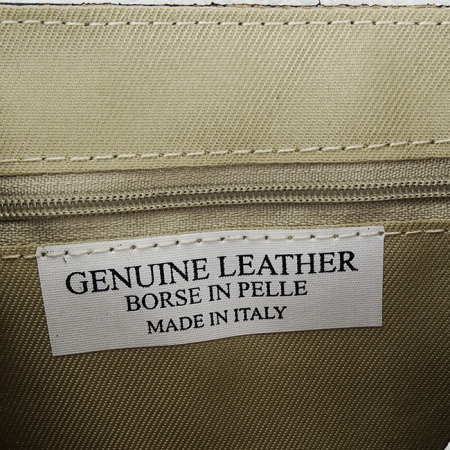 GENUINE LEATHER
BORSE IN PELLE
MADE IN ITALY